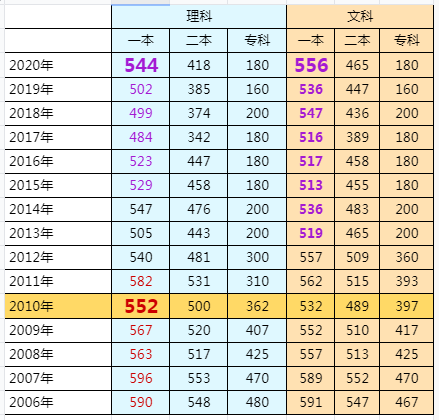 理科 文科
一本 二本 专科 一本 二本 专科
2020年 544 418 180 556 465 180
2019年 502 385 160 536 447 160
2018年 499 374 200 547 436 200
2017年 484 342 180 516 389 180
2016年 523 447 180 517 458 180
2015年 529 458 180 513 455 180
2014年 547 476 200 536 483 200
2013年 505 443 200 519 465 200
2012年 540 481 300 557 509 360
2011年 582 531 310 562 515 393
2010年 552 500 362 532 489 397
2009年 567 520 407 552 510 417
2008年 563 517 425 557 513 425
2007年 596 553 470 589 552 470
2006年 590 548 480 591 547 467